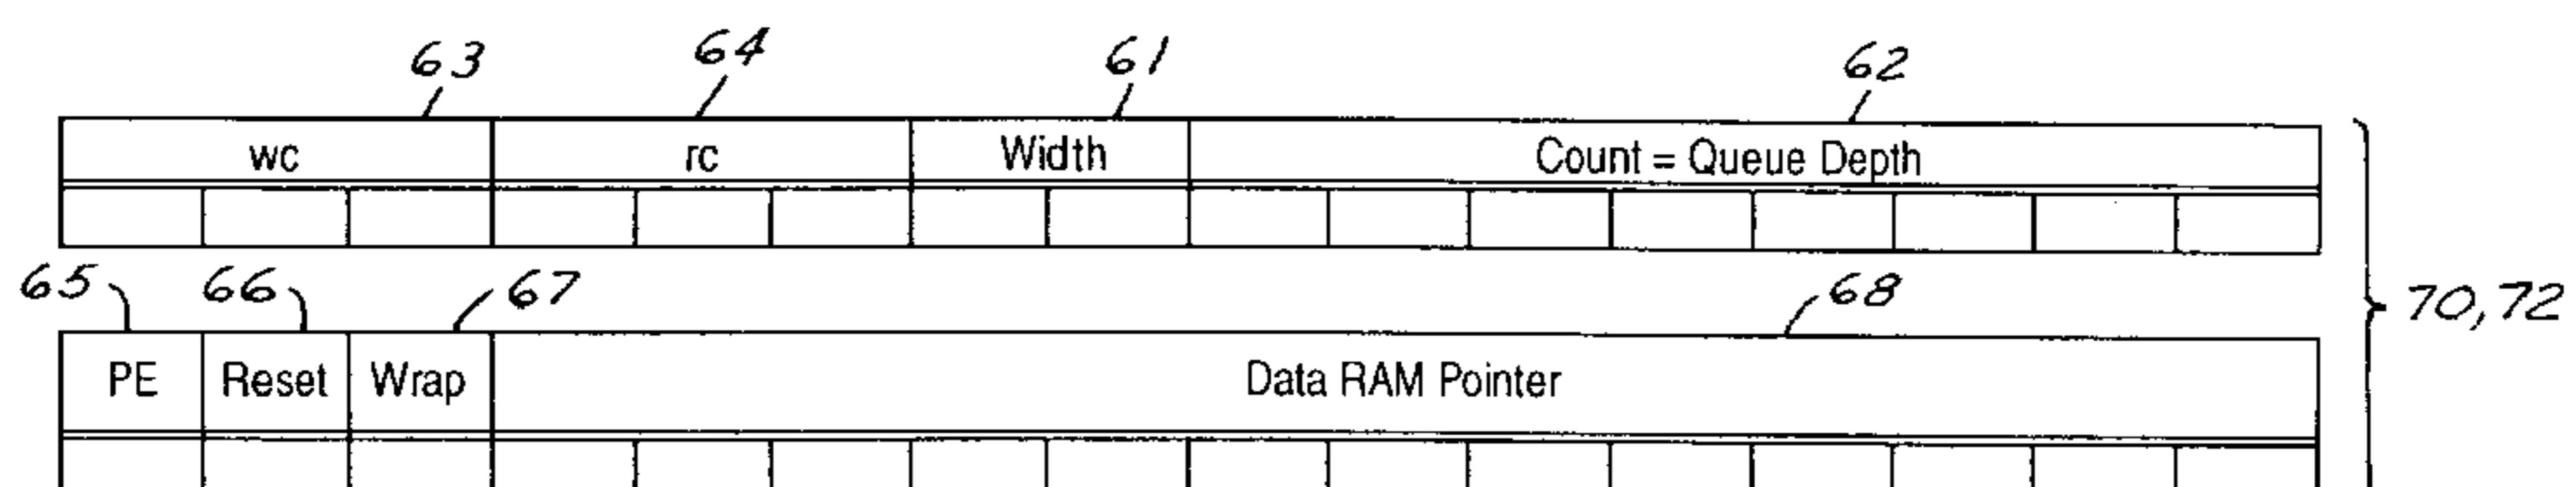 63 64 61 62
wc rc Width Count = Queue Depth
65 66 67 68
70,72
PE Reset Wrap Data RAM Pointer